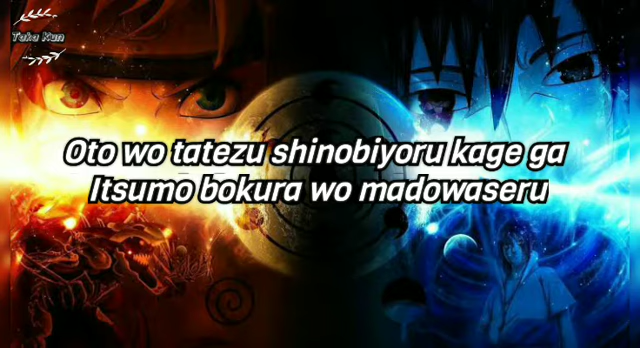 Taka Kun
Oto wo tatezu shinobiyoru kage ga
Itsumo bokura wo madowaseru